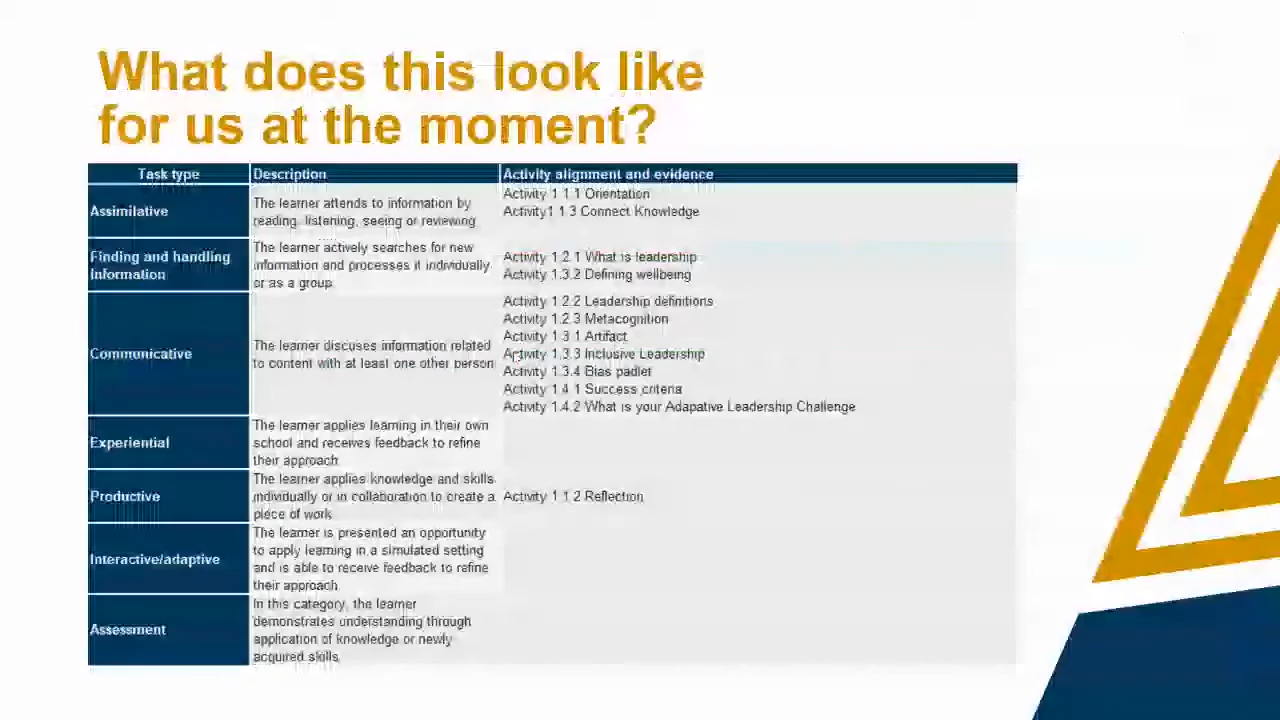 What does this look like
for us at the moment?
Task type Description Activity alignment and evidence
Assimilative
The learner attends to information by
reading, listening, seeing or reviewing
Activity 1 1 1 Orientation
Activity1 1 3 Connect Knowledge
Finding and handling
information
The learner actively searches for new
information and processes it individually
or as a group.
Activity 1.2.1 What is leadership
Activity 1.3.2 Defining wellbeing
Communicative
The learner discusses information related
to content with at least one other person
Activity 1.2.2 Leadership definitions
Activity 1.2.3 Metacognition
Activity 1 3 1 Artifact
Activity 1.3.3 Inclusive Leadership
Activity 1.3.4 Bias padlet
Activity 1 4 1 Success criteria
Activity 1.4.2 What is your Adapative Leadership Challenge
Experiential
The learner applies learning in their own
school and receives feedback to refine
their approach
Productive
The learner applies knowledge and skills
individually or in collaboration to create a
piece of work
Activity 1 1 2 Reflection
Interactive/adaptive
The learner is presented an opportunity
to apply learning in a simulated setting
and is able to receive feedback to refine
their approach
Assessment
In this category, the learner
demonstrates understanding through
application of knowledge or newly
acquired skills